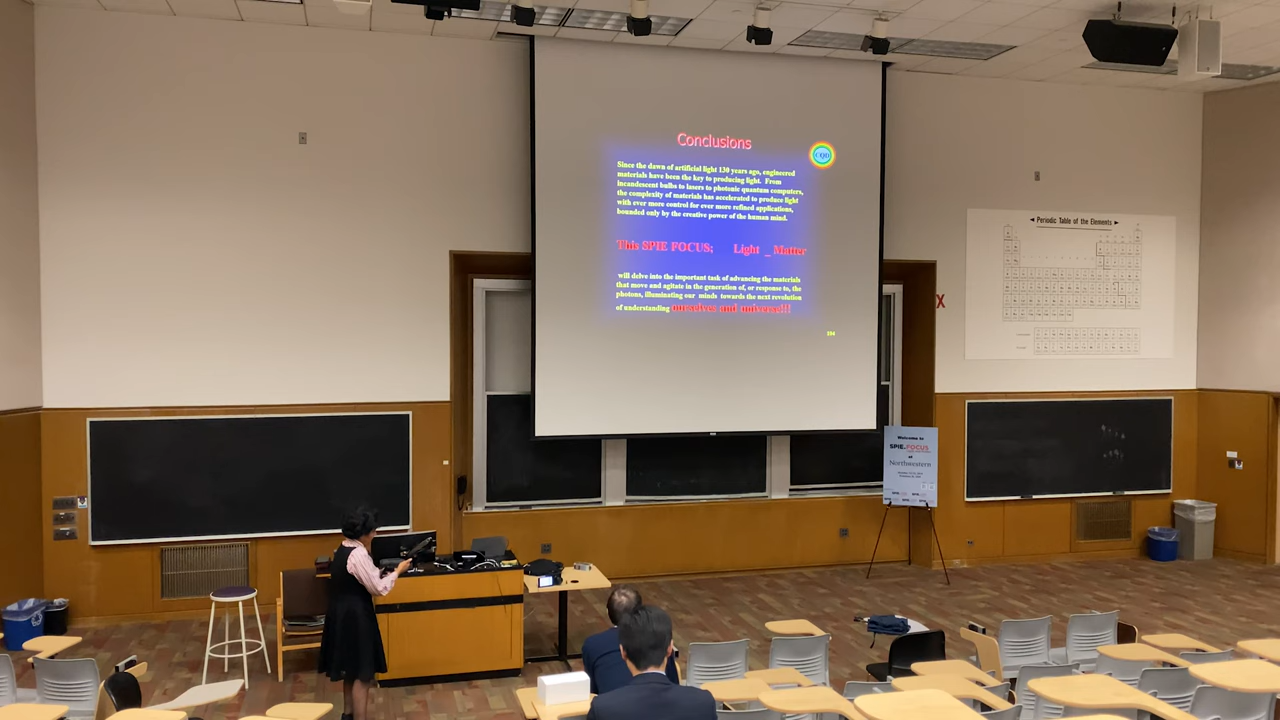 Conclusions
CQD
Since the dawn of artificial light 130 years ago, engineered
materials have been the key to producing light. From
incandescent bulbs to lasers to photonic quantum computers,
the complexity of materials has accelerated to produce light
with ever more control for ever more refined applications,
bounded only by the creative power of the human mind.
This SPIE FOCUS; Light _ Matter
will delve into the important task of advancing the materials
that move and agitate in the generation of, or response to, the
photons, illuminating our minds towards the next revolution
of understanding ourselves and universe!!!
194
Periodic Table of the Elements
X
Welcome to
SPIE.FOCUS
at
Northwestern